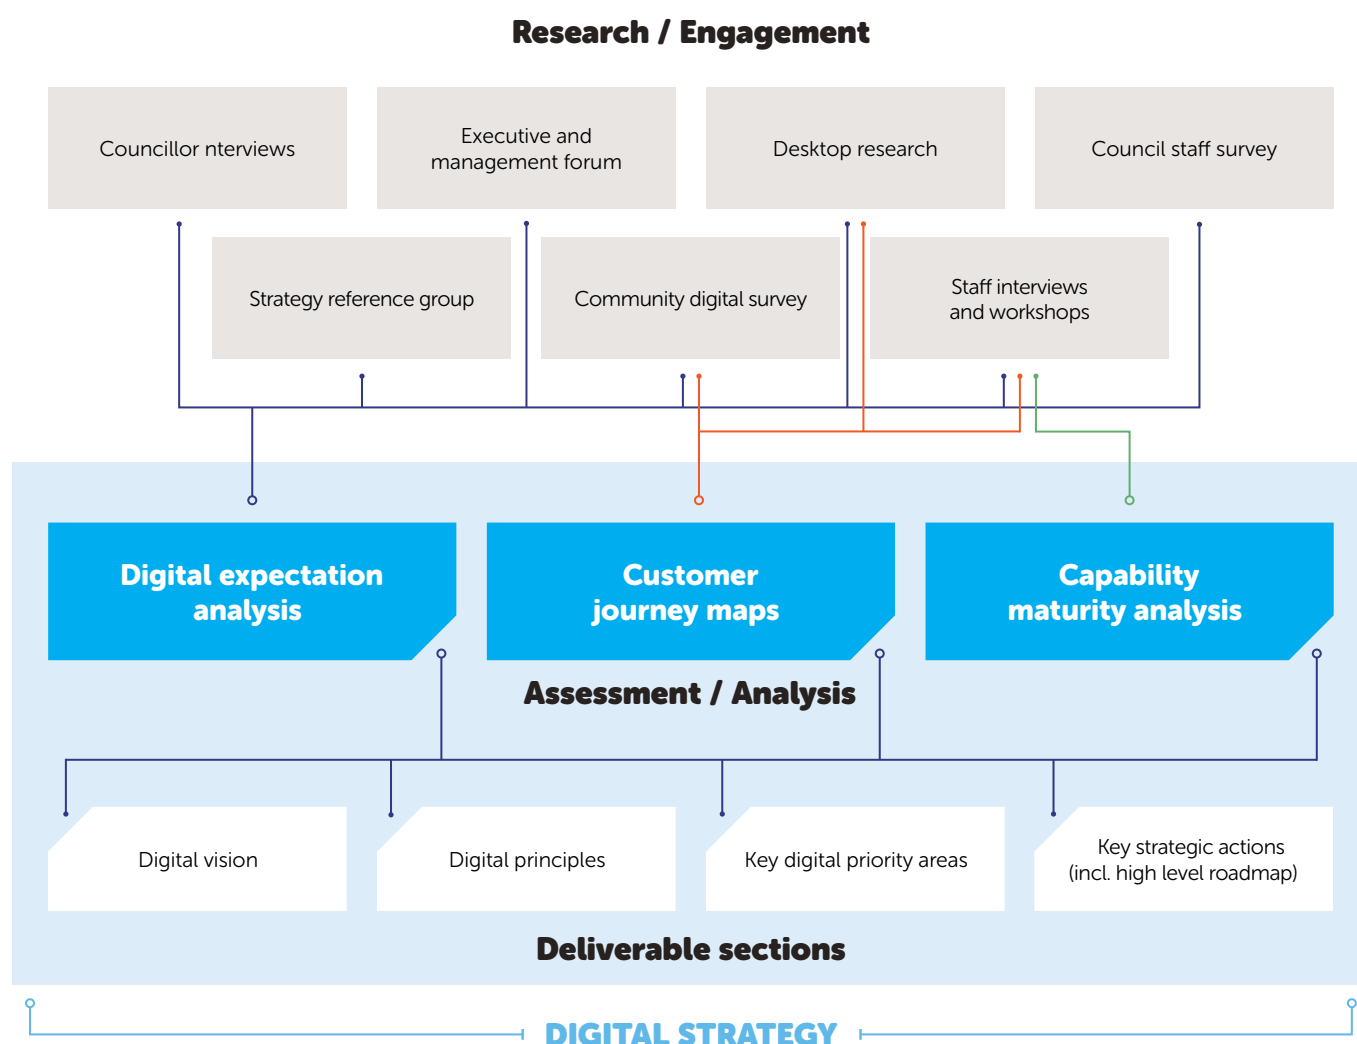 Research / Engagement
Councillor nterviews
Executive and
management forum
Desktop research
Council staff survey
Strategy reference group
Community digital survey
Staff interviews
and workshops
Digital expectation
analysis
Customer
journey maps
Capability
maturity analysis
Assessment / Analysis
Digital vision
Digital principles
Key digital priority areas
Key strategic actions
(incl. high level roadmap)
Deliverable sections
DIGITAL STRATEGY